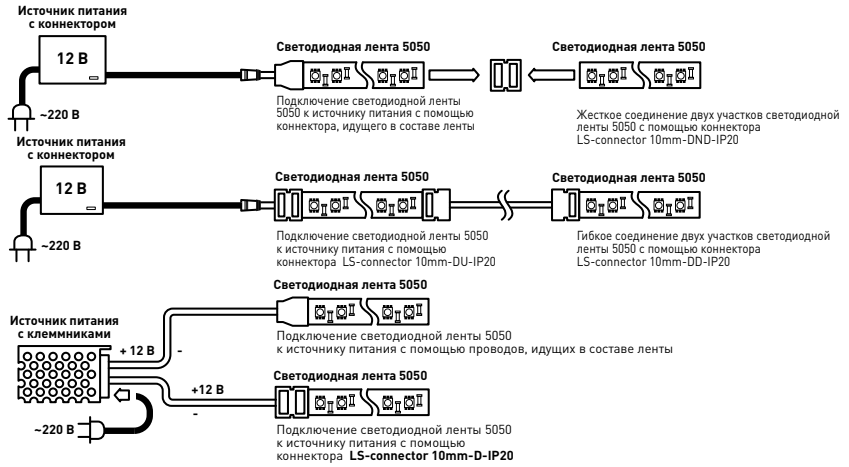 Источник питания
с коннектором
12 В
~220 В
Светодиодная лента 5050
Светодиодная лента 5050
Подключение светодиодной ленты
5050 к источнику питания с помощью
коннектора, идущего в составе ленты
Жесткое соединение двух участков светодиодной
ленты 5050 с помощью коннектора
LS-connector 10mm-DND-IP20
Источник питания
с коннектором
12 В
~220 В
Светодиодная лента 5050
Светодиодная лента 5050
Подключение светодиодной ленты 5050
к источнику питания с помощью
коннектора LS-connector 10mm-DU-IP20
Гибкое соединение двух участков светодиодной
ленты 5050 с помощью коннектора
LS-connector 10mm-DD-IP20
Источник питания
с клеммниками
+ 12 В -
+12 В
-
~220 В
Светодиодная лента 5050
Подключение светодиодной ленты 5050
к источнику питания с помощью проводов, идущих в составе ленты
Светодиодная лента 5050
Подключение светодиодной ленты 5050
к источнику питания с помощью
коннектора LS-connector 10mm-D-IP20